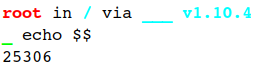 root in / via ___ v1.10.4
_ echo $$
25306